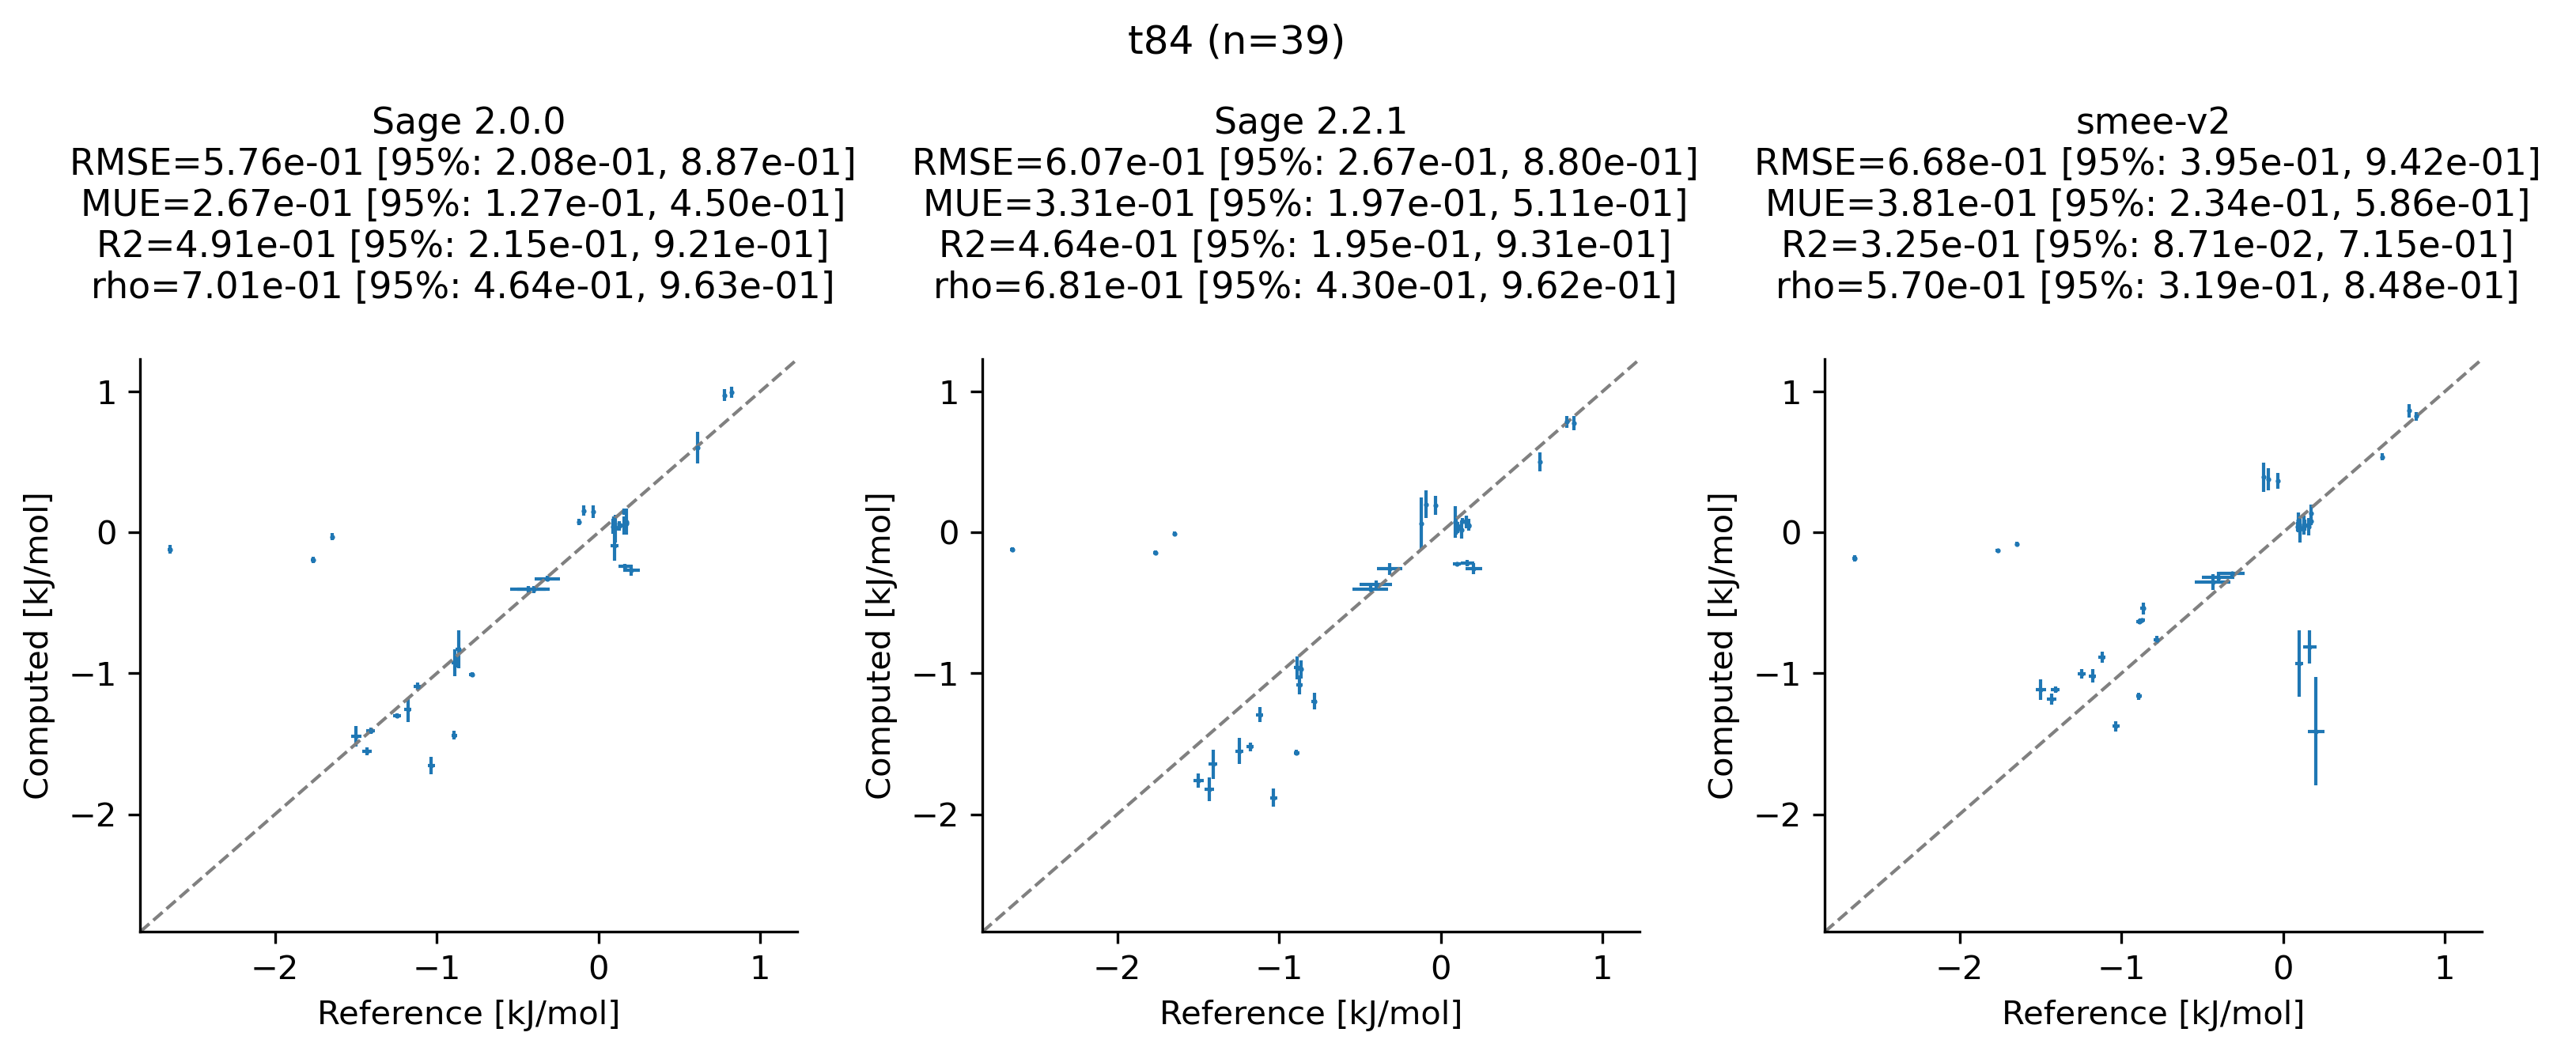 t84 (n=39)
Sage 2.0.0
RMSE=5.76e-01 [95%: 2.08e-01, 8.87e-01]
MUE=2.67e-01 [95%: 1.27e-01, 4.50e-01]
R2=4.91e-01 [95%: 2.15e-01, 9.21e-01]
rho=7.01e-01 [95%: 4.64e-01, 9.63e-01]
1
0
−1
−2
Computed [kJ/mol]
−2 −1 0 1
Reference [kJ/mol]
Sage 2.2.1
RMSE=6.07e-01 [95%: 2.67e-01, 8.80e-01]
MUE=3.31e-01 [95%: 1.97e-01, 5.11e-01]
R2=4.64e-01 [95%: 1.95e-01, 9.31e-01]
rho=6.81e-01 [95%: 4.30e-01, 9.62e-01]
1
0
−1
−2
Computed [kJ/mol]
−2 −1 0 1
Reference [kJ/mol]
smee-v2
RMSE=6.68e-01 [95%: 3.95e-01, 9.42e-01]
MUE=3.81e-01 [95%: 2.34e-01, 5.86e-01]
R2=3.25e-01 [95%: 8.71e-02, 7.15e-01]
rho=5.70e-01 [95%: 3.19e-01, 8.48e-01]
1
0
−1
−2
Computed [kJ/mol]
−2 −1 0 1
Reference [kJ/mol]